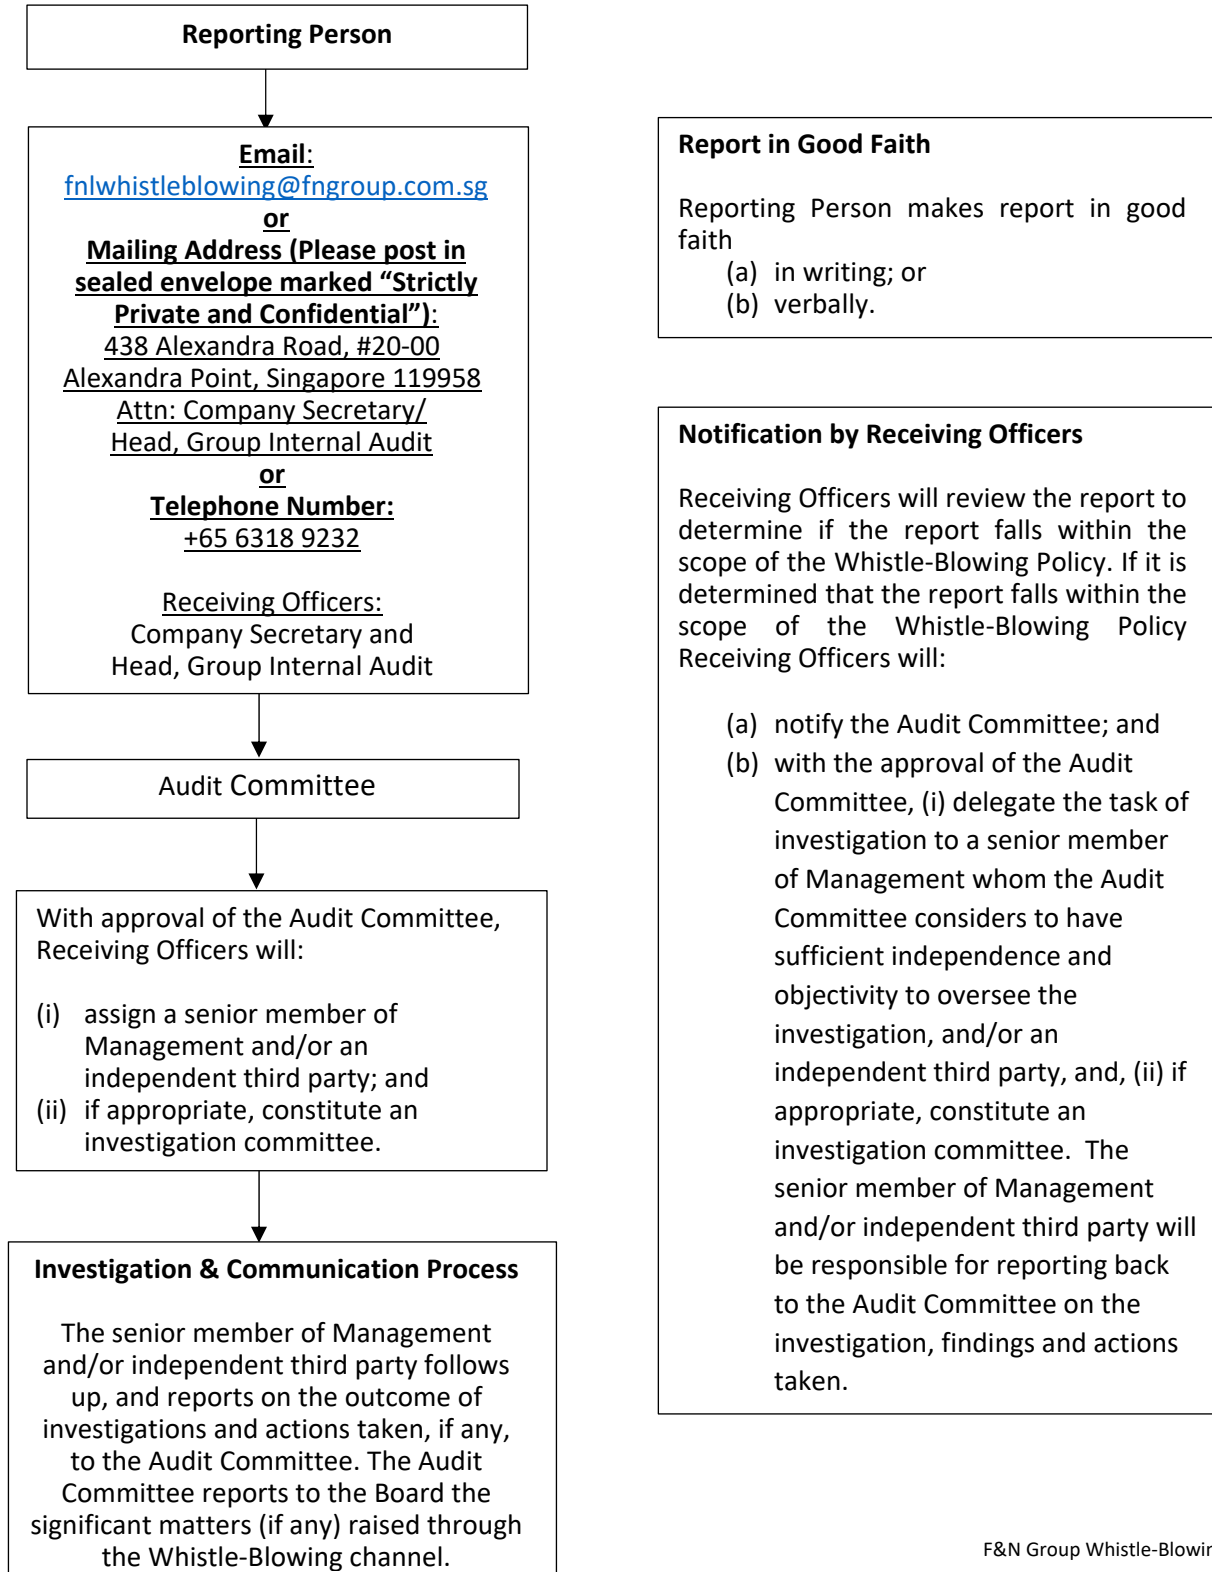 Reporting Person
Email:
fnlwhistleblowing@fngroup.com.sg
or
Mailing Address (Please post in
sealed envelope marked “Strictly
Private and Confidential”):
438 Alexandra Road, #20-00
Alexandra Point, Singapore 119958
Attn: Company Secretary/
Head, Group Internal Audit
or
Telephone Number:
+65 6318 9232
Receiving Officers:
Company Secretary and
Head, Group Internal Audit
Audit Committee
With approval of the Audit Committee,
Receiving Officers will:
(i) assign a senior member of
Management and/or an
independent third party; and
(ii) if appropriate, constitute an
investigation committee.
Investigation & Communication Process
The senior member of Management
and/or independent third party follows
up, and reports on the outcome of
investigations and actions taken, if any,
to the Audit Committee. The Audit
Committee reports to the Board the
significant matters (if any) raised through
the Whistle-Blowing channel.
Report in Good Faith
Reporting Person makes report in good
faith
(a) in writing; or
(b) verbally.
Notification by Receiving Officers
Receiving Officers will review the report to
determine if the report falls within the
scope of the Whistle-Blowing Policy. If it is
determined that the report falls within the
scope of the Whistle-Blowing Policy
Receiving Officers will:
(a) notify the Audit Committee; and
(b) with the approval of the Audit
Committee, (i) delegate the task of
investigation to a senior member
of Management whom the Audit
Committee considers to have
sufficient independence and
objectivity to oversee the
investigation, and/or an
independent third party, and, (ii) if
appropriate, constitute an
investigation committee. The
senior member of Management
and/or independent third party will
be responsible for reporting back
to the Audit Committee on the
investigation, findings and actions
taken.
F&N Group Whistle-Blowin